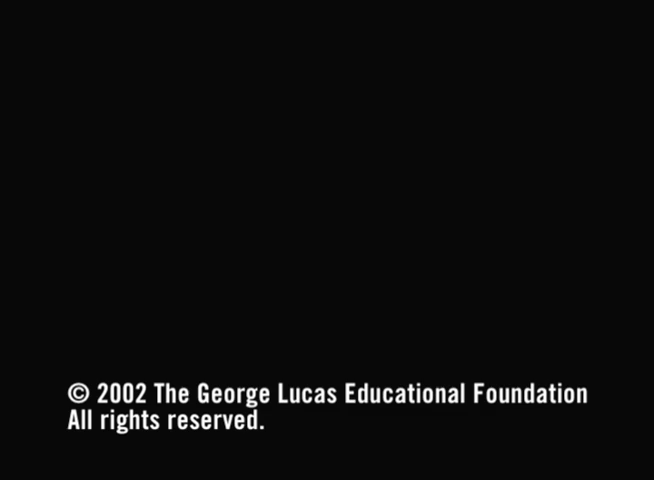 © 2002 The George Lucas Educational Foundation
All rights reserved.